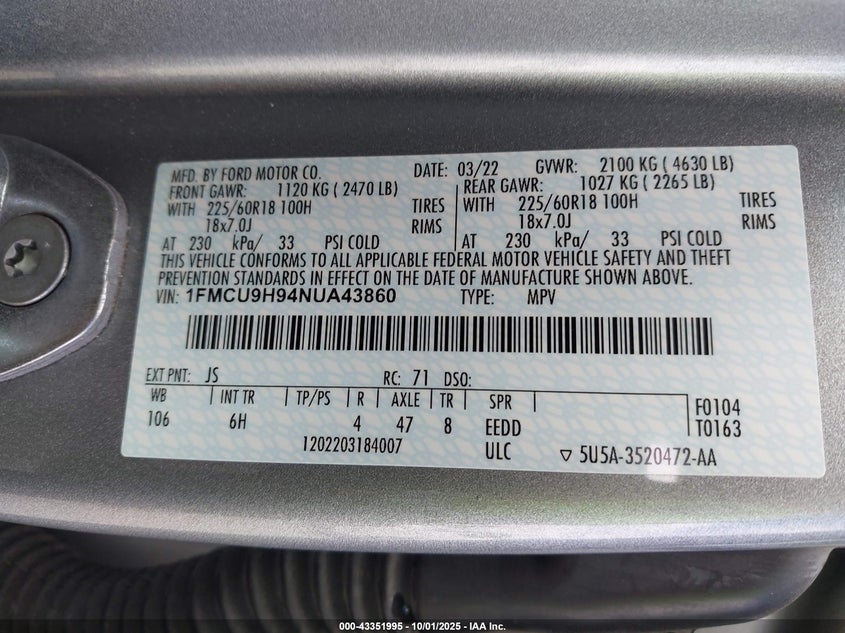 MFD. BY FORD MOTOR CO. DATE: 03/22 GVWR: 2100 KG ( 4630 LB)
FRONT GAWR: 1120 KG ( 2470 LB) REAR GAWR: 1027 KG ( 2265 LB)
WITH 225/60R18 100H TIRES WITH 225/60R18 100H TIRES
18x7.0J RIMS 18x7.0J RIMS
AT 230 kPa/ 33 PSI COLD AT 230 kPa/ 33 PSI COLD
THIS VEHICLE CONFORMS TO ALL APPLICABLE FEDERAL MOTOR VEHICLE SAFETY AND THEFT
PREVENTION STANDARDS IN EFFECT ON THE DATE OF MANUFACTURE SHOWN ABOVE.
VIN: 1FMCU9H94NUA43860 TYPE: MPV
EXT PNT: JS RC: 71 DSO:
WB INT TR TP/PS R AXLE TR SPR F0104
106 6H 4 47 8 EEDD T0163
1202203184007 ULC ▽ 5U5A-3520472-AA
000-43351995 - 10/01/2025 - IAA Inc.